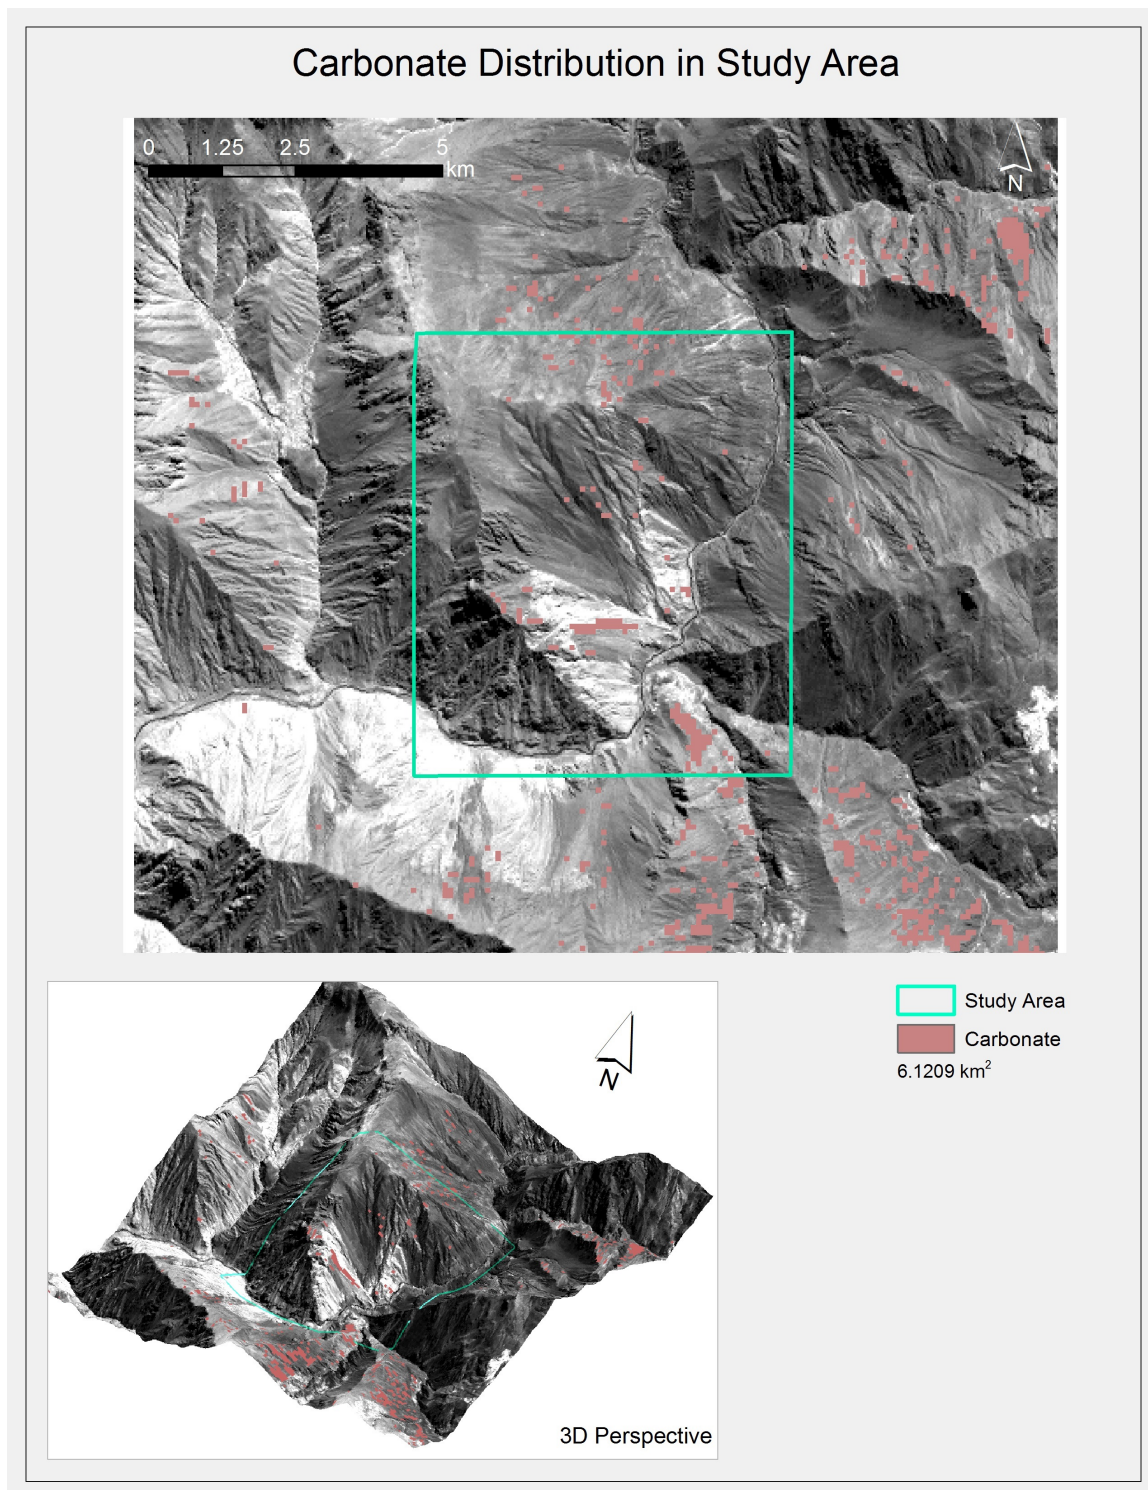 Carbonate Distribution in Study Area
0 1.25 2.5 5
km
N
Study Area
Carbonate
6.1209 km²
N
3D Perspective